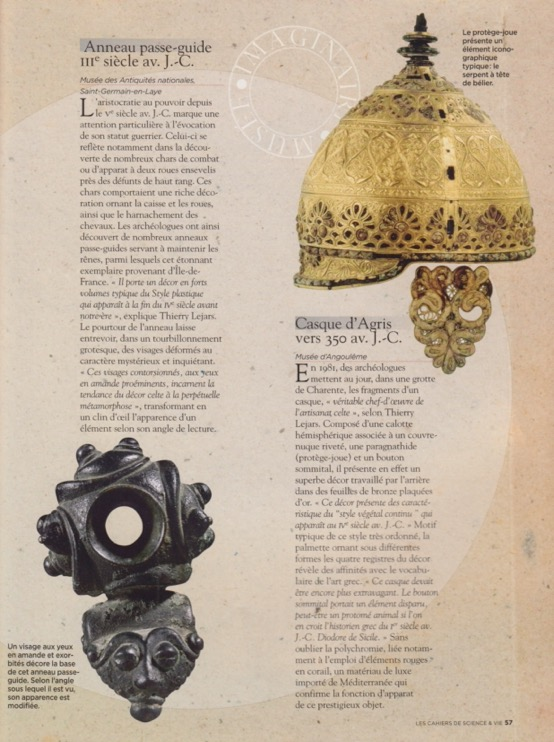 Anneau passe-guide
IIIe siècle av. J.-C.
Musée des Antiquités nationales,
Saint-Germain-en-Laye
L'aristocratie au pouvoir depuis
le Ve siècle av. J.-C. marque une
attention particulière à l'évocation
de son statut guerrier. Celui-ci se
reflète notamment dans la décou-
verte de nombreux chars de combat
ou d'apparat à deux roues ensevelis
près des défunts de haut rang. Ces
chars comportaient une riche déco-
ration ornant la caisse et les roues,
ainsi que le harnachement des
chevaux. Les archéologues ont ainsi
découvert de nombreux anneaux
passe-guides servant à maintenir les
rênes, parmi lesquels cet étonnant
exemplaire provenant d'Île-de-
France. « Il porte un décor en forts
volumes typique du Style plastique
qui apparaît à la fin du IVe siècle avant
notre ère », explique Thierry Lejars.
Le pourtour de l'anneau laisse
entrevoir, dans un tourbillonnement
grotesque, des visages déformés au
caractère mystérieux et inquiétant.
« Ces visages contorsionnés, aux yeux
en amande proéminents, incarnent la
tendance du décor celte à la perpétuelle
métamorphose », transformant en
un clin d'œil l'apparence d'un
élément selon son angle de lecture.
Un visage aux yeux
en amande et exor-
bités décore la base
de cet anneau passe-
guide. Selon l'angle
sous lequel il est vu,
son apparence est
modifiée.
MUSÉE IMAGINAIRE
Le protège-joue
présente un
élément icono-
graphique
typique : le
serpent à tête
de bélier.
Casque d'Agris
vers 350 av. J.-C.
Musée d'Angoulême
En 1981, des archéologues
mettent au jour, dans une grotte
de Charente, les fragments d'un
casque, « véritable chef-d'œuvre de
l'artisanat celte », selon Thierry
Lejars. Composé d'une calotte
hémisphérique associée à un couvre-
nuque riveté, une paragnathide
(protège-joue) et un bouton
sommital, il présente en effet un
superbe décor travaillé par l'arrière
dans des feuilles de bronze plaquées
d'or. « Ce décor présente des caracté-
ristique du "style végétal continu" qui
apparaît au IVe siècle av. J.-C. » Motif
typique de ce style très ordonné, la
palmette ornant sous différentes
formes les quatre registres du décor
révèle des affinités avec le vocabu-
laire de l'art grec. « Ce casque devait
être encore plus extravagant. Le bouton
sommital portait un élément disparu,
peut-être un protomé animal si l'on
en croit l'historien grec du Ier siècle av.
J.-C. Diodore de Sicile. » Sans
oublier la polychromie, liée notam-
ment à l'emploi d'éléments rouges
en corail, un matériau de luxe
importé de Méditerranée qui
confirme la fonction d'apparat
de ce prestigieux objet.
LES CAHIERS DE SCIENCE & VIE 57